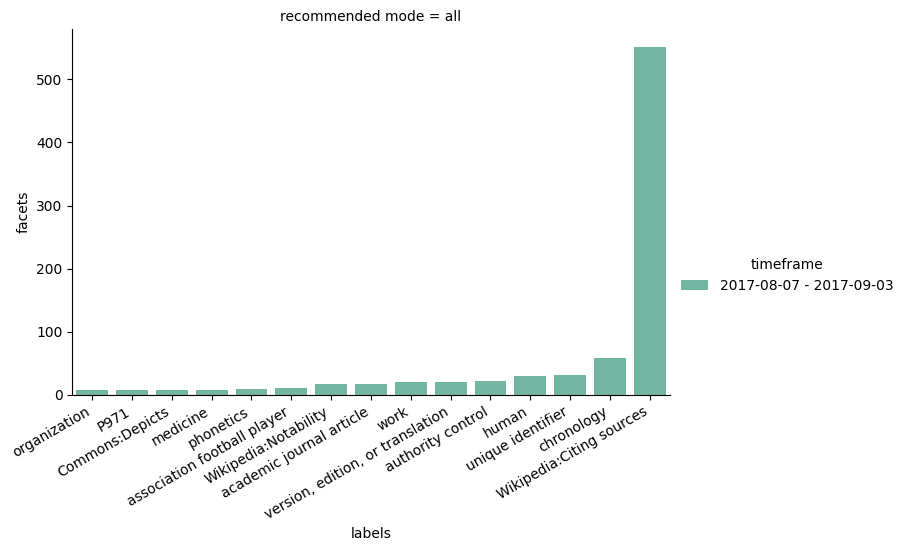 recommended mode = all
500
400
300
200
100
0
facets
organization
P971
Commons:Depicts
medicine
phonetics
association football player
Wikipedia:Notability
academic journal article
work
version, edition, or translation
authority control
human
unique identifier
chronology
Wikipedia:Citing sources
labels
timeframe
2017-08-07 - 2017-09-03